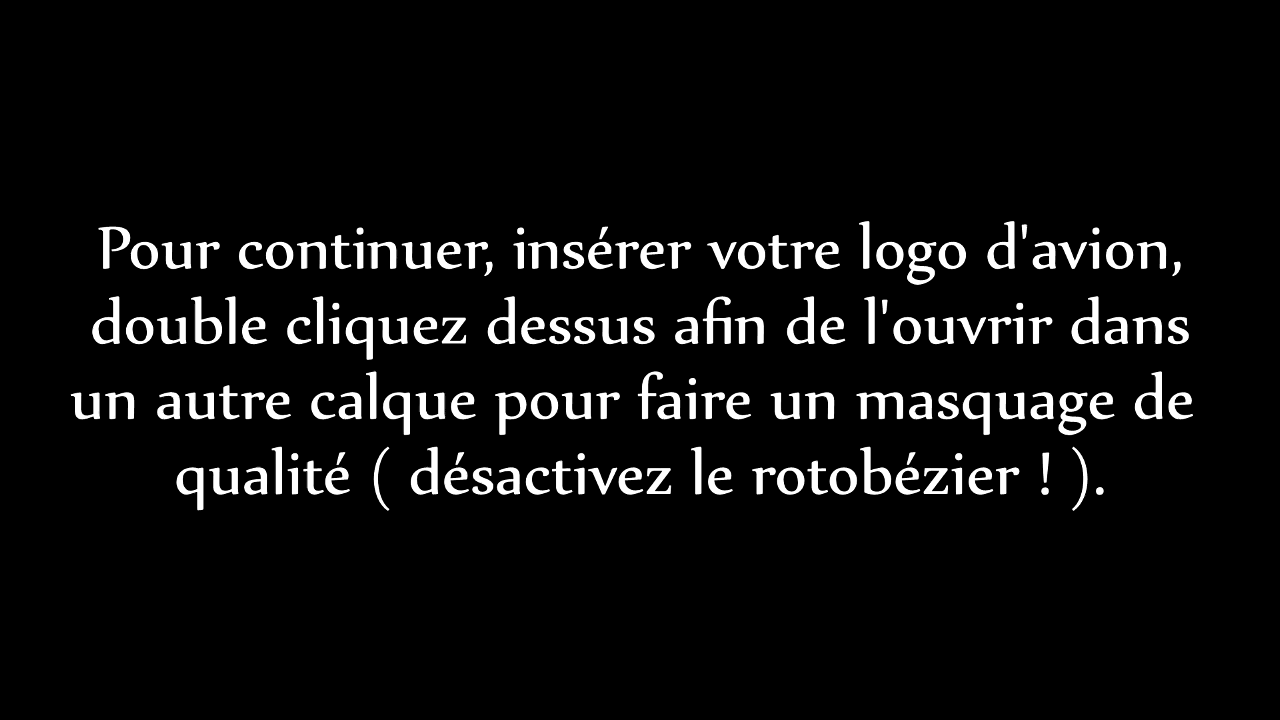 Pour continuer, insérer votre logo d'avion,
double cliquez dessus afin de l'ouvrir dans
un autre calque pour faire un masquage de
qualité ( désactivez le rotobézier ! ).